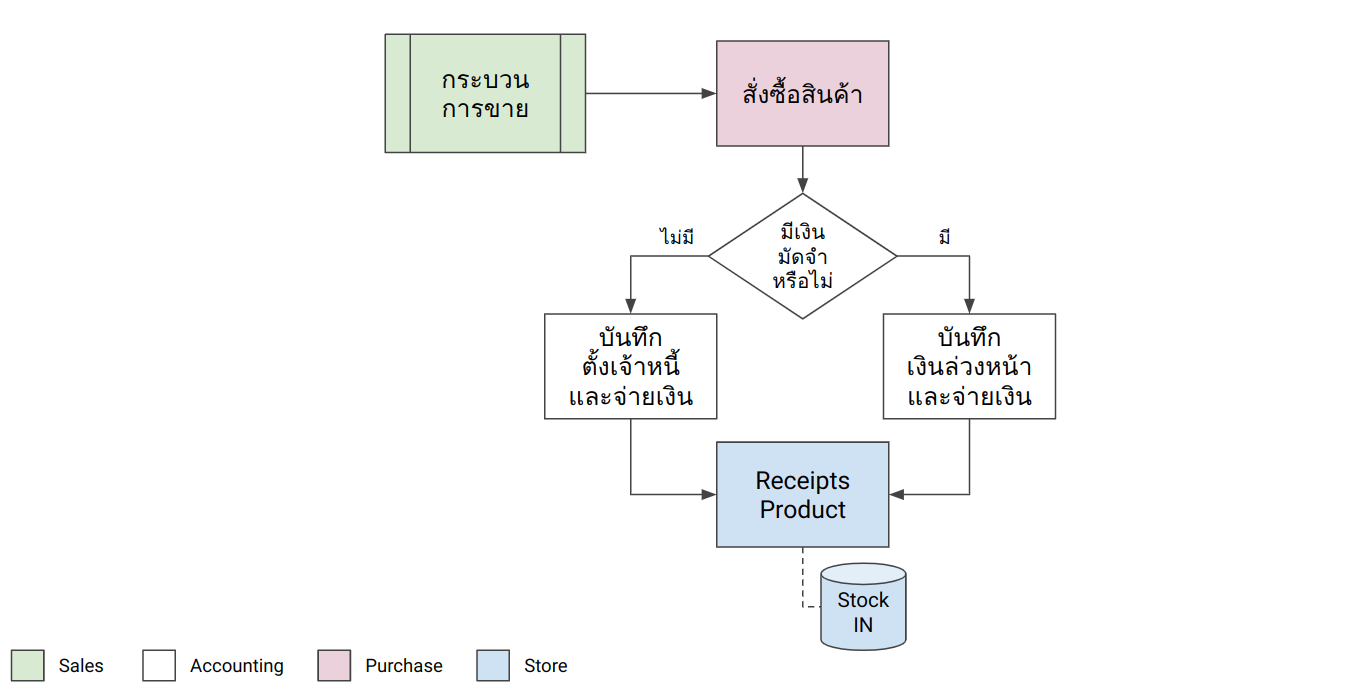 กระบวน
การขาย
สั่งซื้อสินค้า
มีเงิน
มัดจำ
หรือไม่
ไม่มี
มี
บันทึก
ตั้งเจ้าหนี้
และจ่ายเงิน
บันทึก
เงินล่วงหน้า
และจ่ายเงิน
Receipts
Product
Stock
IN
Sales
Accounting
Purchase
Store